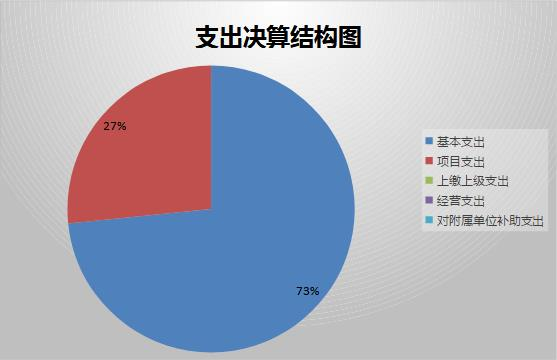 支出决算结构图
27%
73%
基本支出
项目支出
上缴上级支出
经营支出
对附属单位补助支出